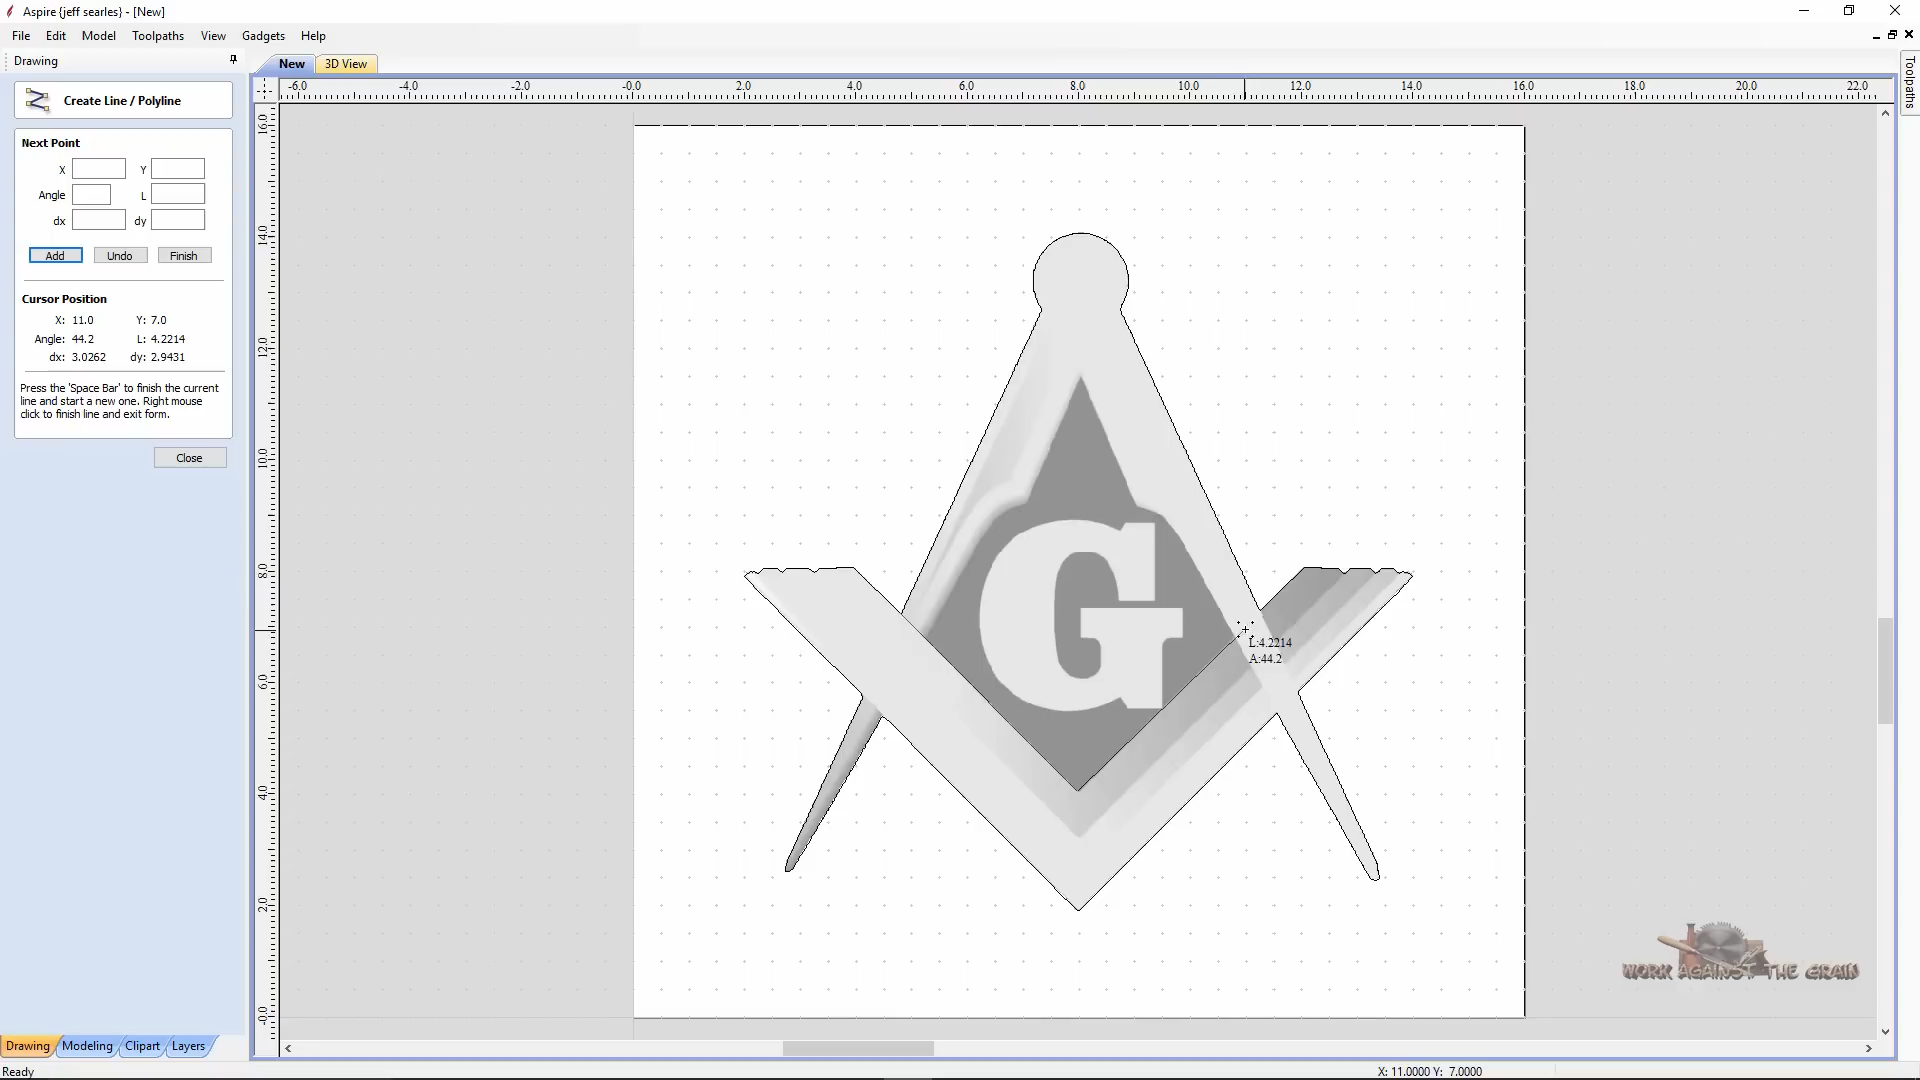 Aspire {jeff searles} - [New]
File Edit Model Toolpaths View Gadgets Help
Drawing
New 3D View
Toolpaths
Create Line / Polyline
-6.0 -4.0 -2.0 -0.0 2.0 4.0 6.0 8.0 10.0 12.0 14.0 16.0 18.0 20.0 22.0
16.0
14.0
12.0
10.0
8.0
6.0
4.0
2.0
-0.0
Next Point
X Y
Angle L
dx dy
Add Undo Finish
Cursor Position
X: 11.0 Y: 7.0
Angle: 44.2 L: 4.2214
dx: 3.0262 dy: 2.9431
Press the 'Space Bar' to finish the current
line and start a new one. Right mouse
click to finish line and exit form.
Close
G
L:4.2214
A:44.2
WORK AGAINST THE GRAIN
Drawing Modeling Clipart Layers
Ready
X: 11.0000 Y: 7.0000